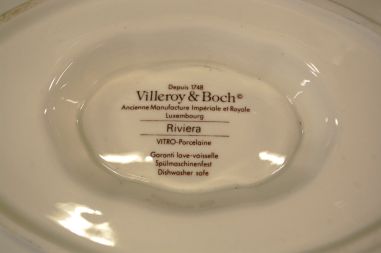 Depuis 1748
Villeroy & Boch©
Ancienne Manufacture Impériale et Royale
Luxembourg
Riviera
VITRO-Porcelaine
Garanti lave-vaisselle
Spülmaschinenfest
Dishwasher safe